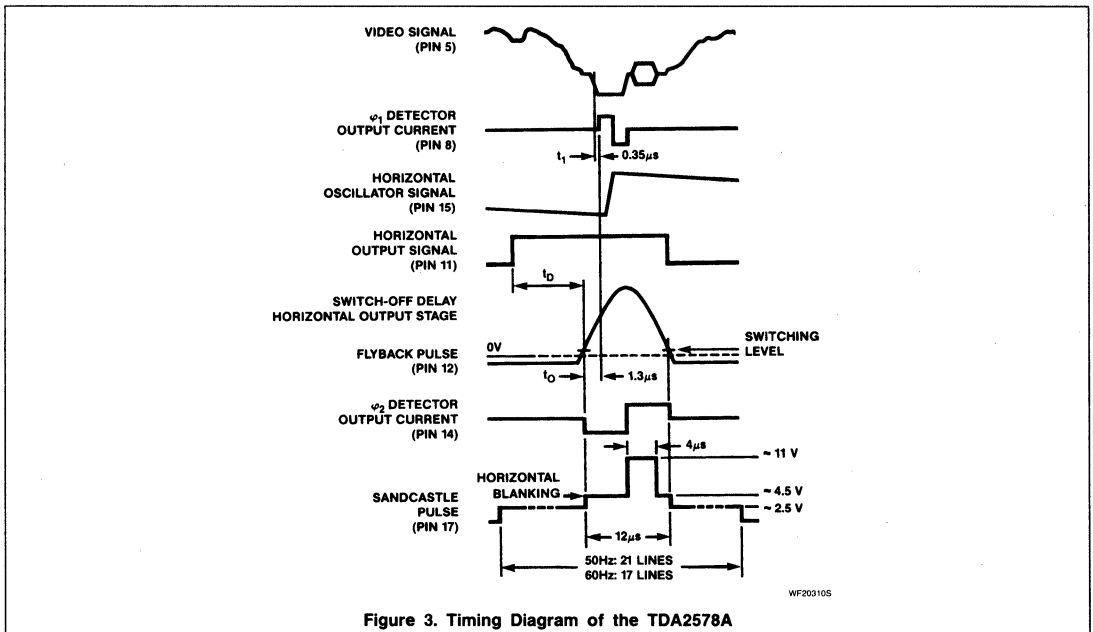 VIDEO SIGNAL
(PIN 5)
φ1 DETECTOR
OUTPUT CURRENT
(PIN 8)
t1
0.35μs
HORIZONTAL
OSCILLATOR SIGNAL
(PIN 15)
HORIZONTAL
OUTPUT SIGNAL
(PIN 11)
tD
SWITCH-OFF DELAY
HORIZONTAL OUTPUT STAGE
SWITCHING
LEVEL
0V
FLYBACK PULSE
(PIN 12)
tO
1.3μs
φ2 DETECTOR
OUTPUT CURRENT
(PIN 14)
4μs
~ 11 V
HORIZONTAL
BLANKING
~ 4.5 V
~ 2.5 V
SANDCASTLE
PULSE
(PIN 17)
12μs
50Hz: 21 LINES
60Hz: 17 LINES
WF20310S
Figure 3. Timing Diagram of the TDA2578A